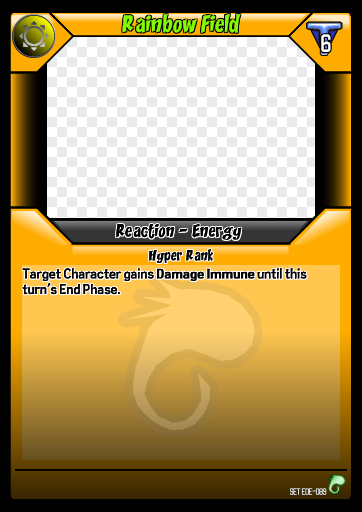 Rainbow Field
6
Reaction - Energy
Hyper Rank
Target Character gains Damage Immune until this
turn's End Phase.
SET EDE-089